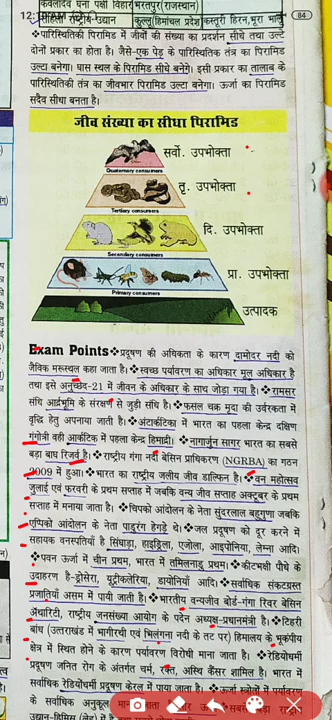 केवलादेव घना पक्षी विहार भरतपुर(राजस्थान)
राष्ट्रीय उद्यान कुल्लू(हिमांचल प्रदेश) कस्तूरी हिरन, भूरा भालू
84
❖पारिस्थितिकी पिरामिड में जीवों की संख्या का प्रदर्शन सीधे तथा उल्टे
दोनो प्रकार का होता है। जैसे-एक पेड़ के पारिस्थितिक तंत्र का पिरामिड
उल्टा बनेगा। घास स्थल के पिरामिड सीधे बनेंगे। इसी प्रकार का तालाब के
पारिस्थितिकी तंत्र का जीवभार पिरामिड उल्टा बनेगा। ऊर्जा का पिरामिड
सदैव सीधा बनता है।
जीव संख्या का सीधा पिरामिड
सर्वो. उपभोक्ता
Quaternary consumers
तृ. उपभोक्ता
Tertiary consumers
दि. उपभोक्ता
Secondary consumers
प्रा. उपभोक्ता
Primary consumers
उत्पादक
Exam Points❖प्रदूषण की अधिकता के कारण दामोदर नदी को
जैविक मरूस्थल कहा जाता है।❖स्वच्छ पर्यावरण का अधिकार मूल अधिकार है
तथा इसे अनुच्छेद-21 में जीवन के अधिकार के साथ जोड़ा गया है।❖रामसर
संधि आर्द्रभूमि के संरक्षण से जुडी संधि है।❖फसल चक्र मृदा की उर्वरकता में
वृद्धि हेतु अपनाया जाता है।❖अंटार्कटिका में भारत का पहला केन्द्र दक्षिण
गंगोत्री वही आर्कटिक में पहला केन्द्र हिमाद्री।❖नागार्जुन सागर भारत का सबसे
बड़ा बाघ रिजर्व है।❖राष्ट्रीय गंगा नदी बेसिन प्राधिकरण (NGRBA) का गठन
2009 में हुआ।❖भारत का राष्ट्रीय जलीय जीव डाल्फिन है।❖वन महोत्सव
जुलाई एवं फरवरी के प्रथम सप्ताह में जबकि वन्य जीव सप्ताह अक्टूबर के प्रथम
सप्ताह में मनाया जाता है।❖चिपको आंदोलन के नेता सुंदरलाल बहुगुणा जबकि
एप्पिको आंदोलन के नेता पाडुरंग हेगड़े थे।❖जल प्रदूषण को दूर करने में
सहायक वनस्पतियाँ है सिंघाड़ा, हाइड्रिला, एजोला, आइपोनिया, लेम्ना आदि।
❖पवन ऊर्जा में चीन प्रथम, भारत में तमिलनाडु प्रथम।❖कीटभक्षी पौधे के
उदाहरण है-ड्रोसेरा, यूट्रीकलेरिया, डायोनियाँ आदि।❖सर्वाधिक संकटग्रस्त
प्रजातियाँ असम में पायी जाती है।❖भारतीय वन्यजीव बोर्ड-गंगा रिवर बेसिन
अथॉरिटी, राष्ट्रीय जनसंख्या आयोग के पदेन अध्यक्ष-प्रधानमंत्री है।❖टिहरी
बांध (उत्तराखंड में भागीरथी एवं भिलंगना नदी के तट पर) हिमालय के भूकंपीय
क्षेत्र में स्थित होने के कारण पर्यावरण विरोधी माना जाता है।❖रेडियोधर्मी
प्रदूषण जनित रोग के अंतर्गत चर्म, रक्त, अस्थि कैंसर शामिल है। भारत में
सर्वाधिक रेडियोधर्मी प्रदूषण केरल में पाया जाता है।❖ऊर्जा स्त्रोतों में पर्यावरण
के सर्वाधिक अनुकूल